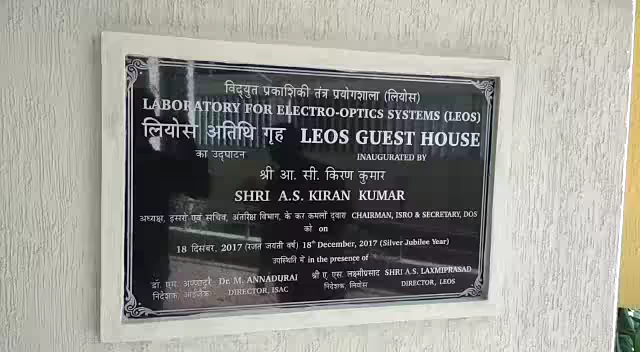 विद्युत प्रकाशिकी तंत्र प्रयोगशाला (लियोस)
LABORATORY FOR ELECTRO-OPTICS SYSTEMS (LEOS)
लियोस अतिथि गृह LEOS GUEST HOUSE
का उद्घाटन INAUGURATED BY
श्री आ. सी. किरण कुमार
SHRI A.S. KIRAN KUMAR
अध्यक्ष, इसरो एवं सचिव, अंतरिक्ष विभाग, के कर कमलों द्वारा CHAIRMAN, ISRO & SECRETARY, DOS
को on
18 दिसंबर, 2017 (रजत जयंती वर्ष) 18th December, 2017 (Silver Jubilee Year)
उपस्थिति में in the presence of
डॉ. एम. अण्णादुरै Dr. M. ANNADURAI श्री ए. एस. लक्ष्मीप्रसाद SHRI A.S. LAXMIPRASAD
निदेशक, आईजैक DIRECTOR, ISAC निदेशक, लियोस DIRECTOR, LEOS